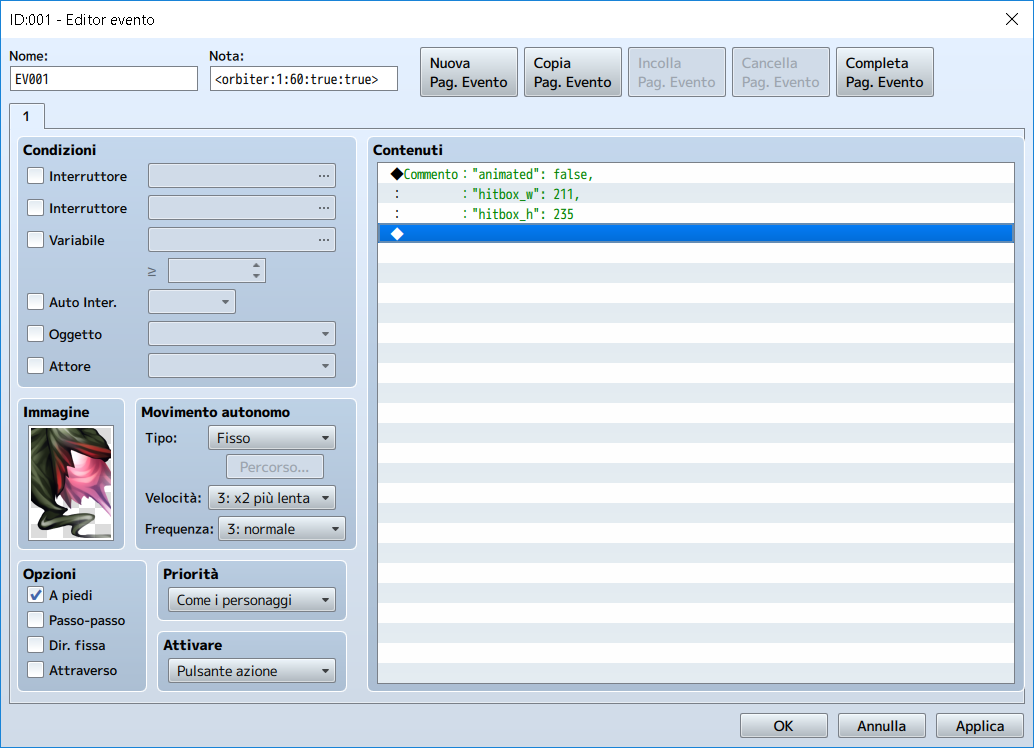 ID:001 - Editor evento
Nome:
Nota:
EV001
<orbiter:1:60:true:true>
Nuova
Pag. Evento
Copia
Pag. Evento
Incolla
Pag. Evento
Cancella
Pag. Evento
Completa
Pag. Evento
1
Condizioni
Interruttore
...
Interruttore
...
Variabile
...
≥
Auto Inter.
Oggetto
Attore
Immagine
Movimento autonomo
Tipo:
Fisso
Percorso...
Velocità:
3: x2 più lenta
Frequenza:
3: normale
Opzioni
A piedi
Passo-passo
Dir. fissa
Attraverso
Priorità
Come i personaggi
Attivare
Pulsante azione
Contenuti
◆Commento : "animated": false,
: : "hitbox_w": 211,
: : "hitbox_h": 235
◆
OK
Annulla
Applica